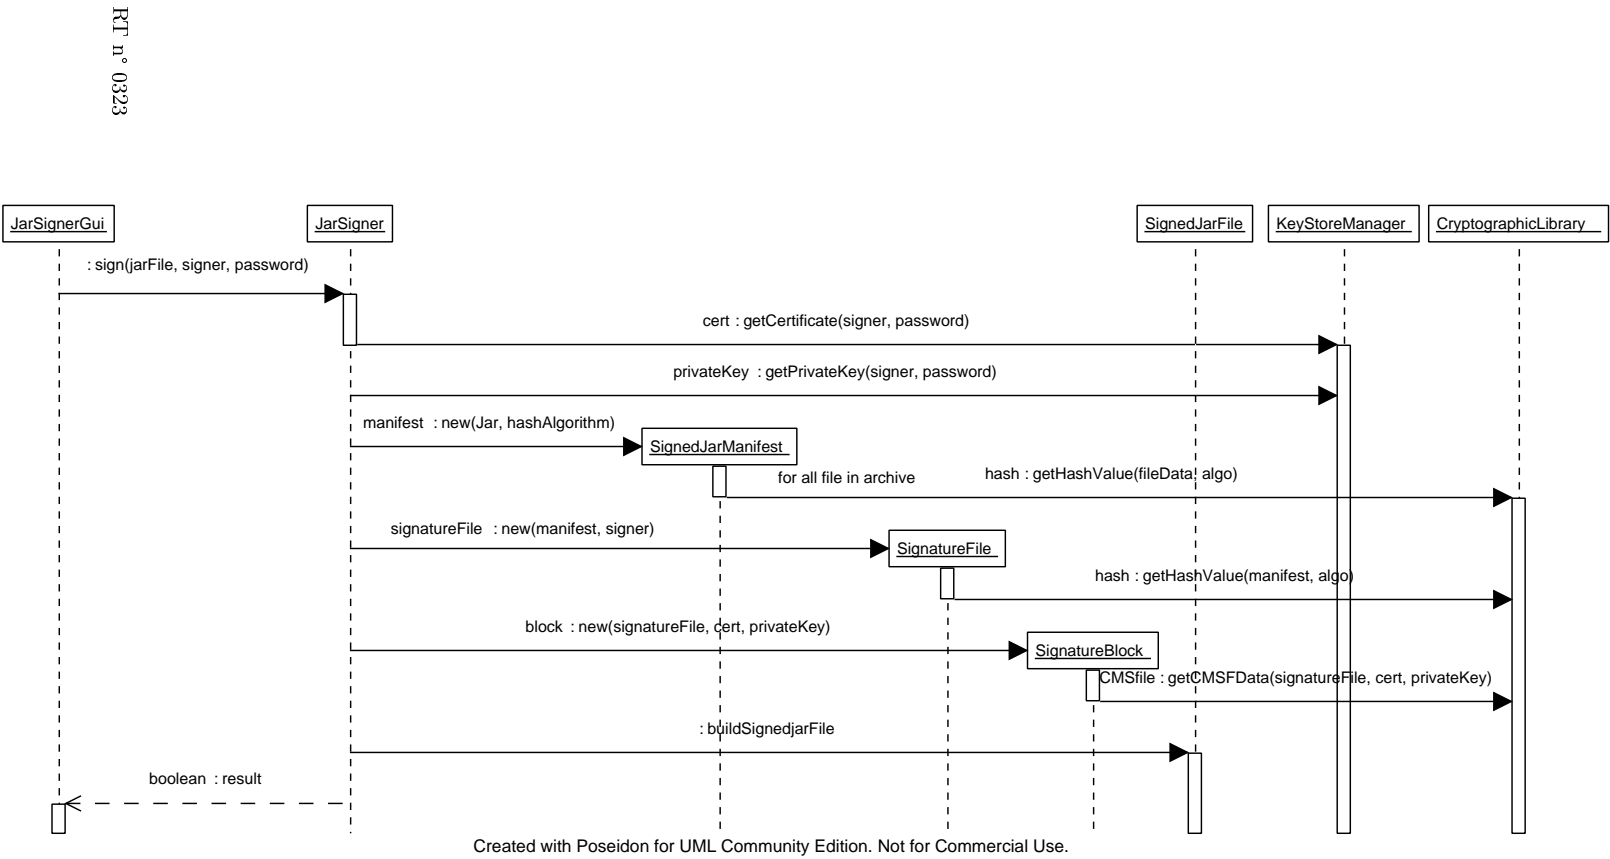 RT n° 0323
JarSignerGui
JarSigner
SignedJarFile
KeyStoreManager
CryptographicLibrary
: sign(jarFile, signer, password)
cert : getCertificate(signer, password)
privateKey : getPrivateKey(signer, password)
manifest : new(Jar, hashAlgorithm)
SignedJarManifest
for all file in archive
hash : getHashValue(fileData, algo)
signatureFile : new(manifest, signer)
SignatureFile
hash : getHashValue(manifest, algo)
block : new(signatureFile, cert, privateKey)
SignatureBlock
CMSfile : getCMSFData(signatureFile, cert, privateKey)
: buildSignedjarFile
boolean : result
Created with Poseidon for UML Community Edition. Not for Commercial Use.